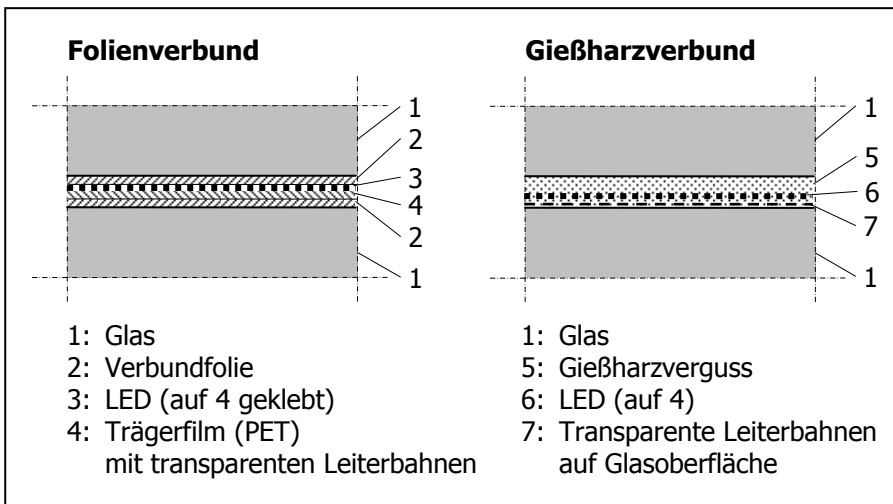 Folienverbund
1
2
3
4
2
1
1: Glas
2: Verbundfolie
3: LED (auf 4 geklebt)
4: Trägerfilm (PET)
mit transparenten Leiterbahnen
Gießharzverbund
1
5
6
7
1
1: Glas
5: Gießharzverguss
6: LED (auf 4)
7: Transparente Leiterbahnen
auf Glasoberfläche